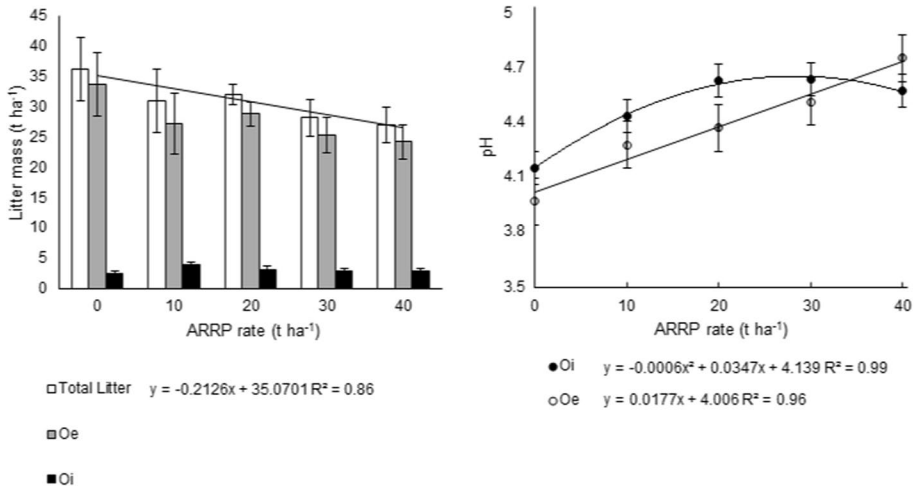 45
40
35
30
25
20
15
10
5
0
Litter mass (t ha⁻¹)
0 10 20 30 40
ARRP rate (t ha⁻¹)
Total Litter y = -0.2126x + 35.0701 R² = 0.86
Oe
Oi
5
4.7
4.4
4.1
3.8
3.5
pH
0 10 20 30 40
ARRP rate (t ha⁻¹)
Oi y = -0.0006x² + 0.0347x + 4.139 R² = 0.99
Oe y = 0.0177x + 4.006 R² = 0.96